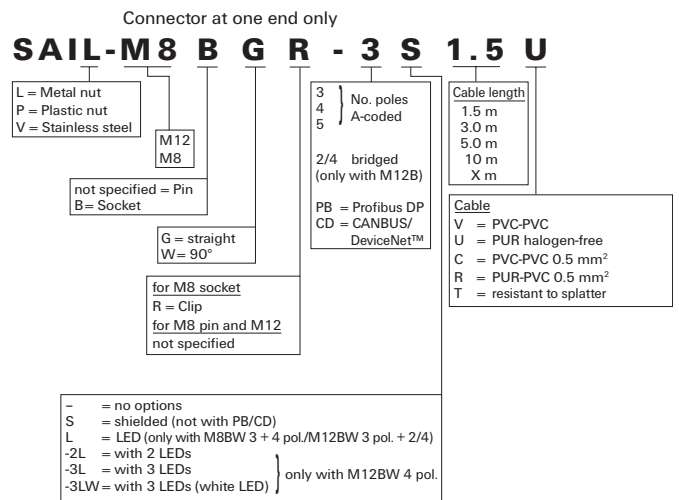 Connector at one end only
SAIL-M8 B G R - 3 S 1.5 U
L = Metal nut
P = Plastic nut
V = Stainless steel
M12
M8
not specified = Pin
B= Socket
G = straight
W= 90°
for M8 socket
R = Clip
for M8 pin and M12
not specified
3
4
5
No. poles
A-coded
2/4 bridged
(only with M12B)
PB = Profibus DP
CD = CANBUS/
DeviceNet™
Cable length
1.5 m
3.0 m
5.0 m
10 m
X m
Cable
V = PVC-PVC
U = PUR halogen-free
C = PVC-PVC 0.5 mm²
R = PUR-PVC 0.5 mm²
T = resistant to splatter
– = no options
S = shielded (not with PB/CD)
L = LED (only with M8BW 3 + 4 pol./M12BW 3 pol. + 2/4)
-2L = with 2 LEDs
-3L = with 3 LEDs
-3LW = with 3 LEDs (white LED)
only with M12BW 4 pol.